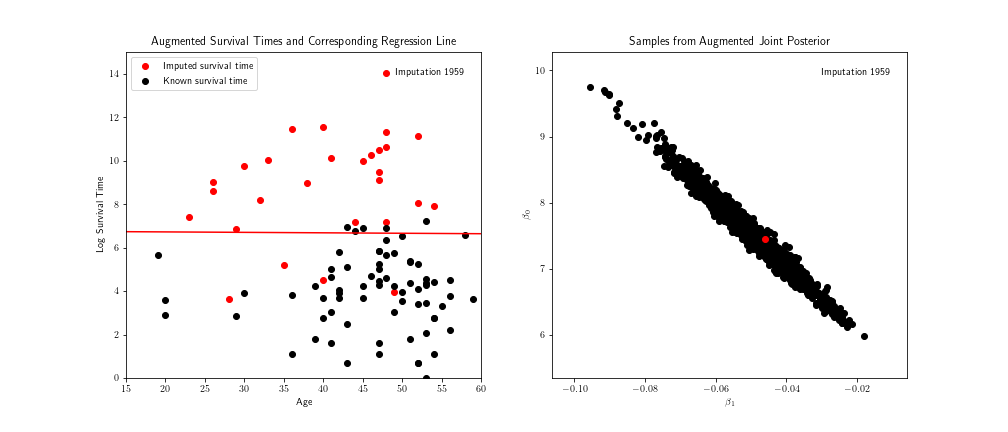 Augmented Survival Times and Corresponding Regression Line
Imputed survival time
Known survival time
Imputation 1959
Log Survival Time
14
12
10
8
6
4
2
0
15 20 25 30 35 40 45 50 55 60
Age
Samples from Augmented Joint Posterior
Imputation 1959
β₀
10
9
8
7
6
−0.10 −0.08 −0.06 −0.04 −0.02
β₁